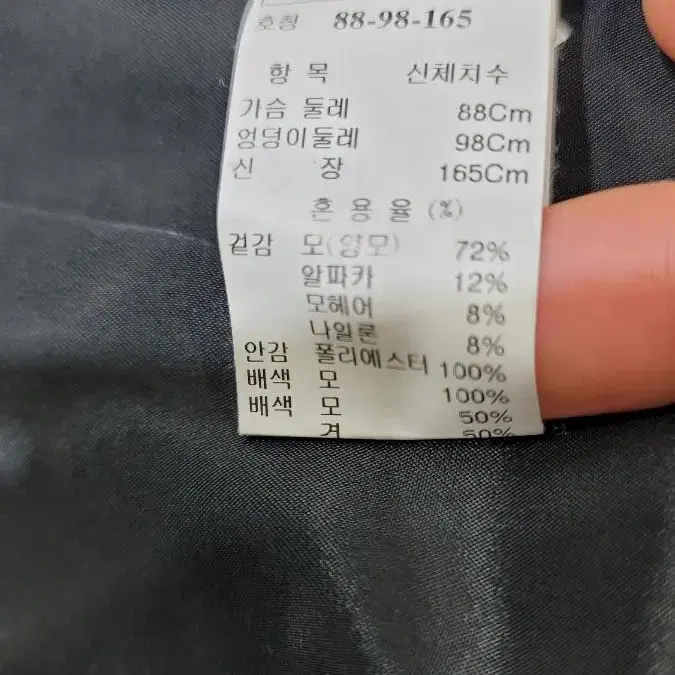 호칭 88-98-165
항 목 신체치수
가슴 둘레 88Cm
엉덩이둘레 98Cm
신 장 165Cm
혼 용 율 (%)
겉감 모(양모) 72%
알파카 12%
모헤어 8%
나일론 8%
안감 폴리에스터 100%
배색 모 100%
배색 모 50%
50%